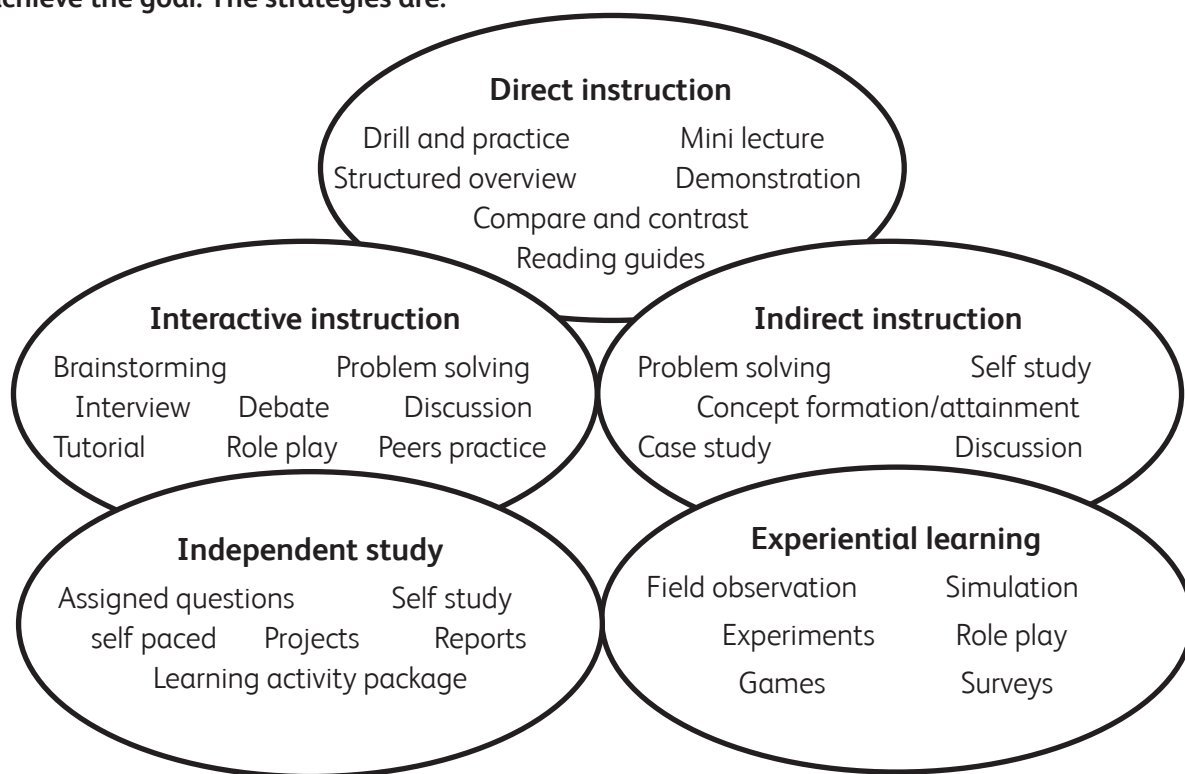 achieve the goal. The strategies are:
Direct instruction
Drill and practice Mini lecture
Structured overview Demonstration
Compare and contrast
Reading guides
Interactive instruction
Brainstorming Problem solving
Interview Debate Discussion
Tutorial Role play Peers practice
Indirect instruction
Problem solving Self study
Concept formation/attainment
Case study Discussion
Independent study
Assigned questions Self study
self paced Projects Reports
Learning activity package
Experiential learning
Field observation Simulation
Experiments Role play
Games Surveys